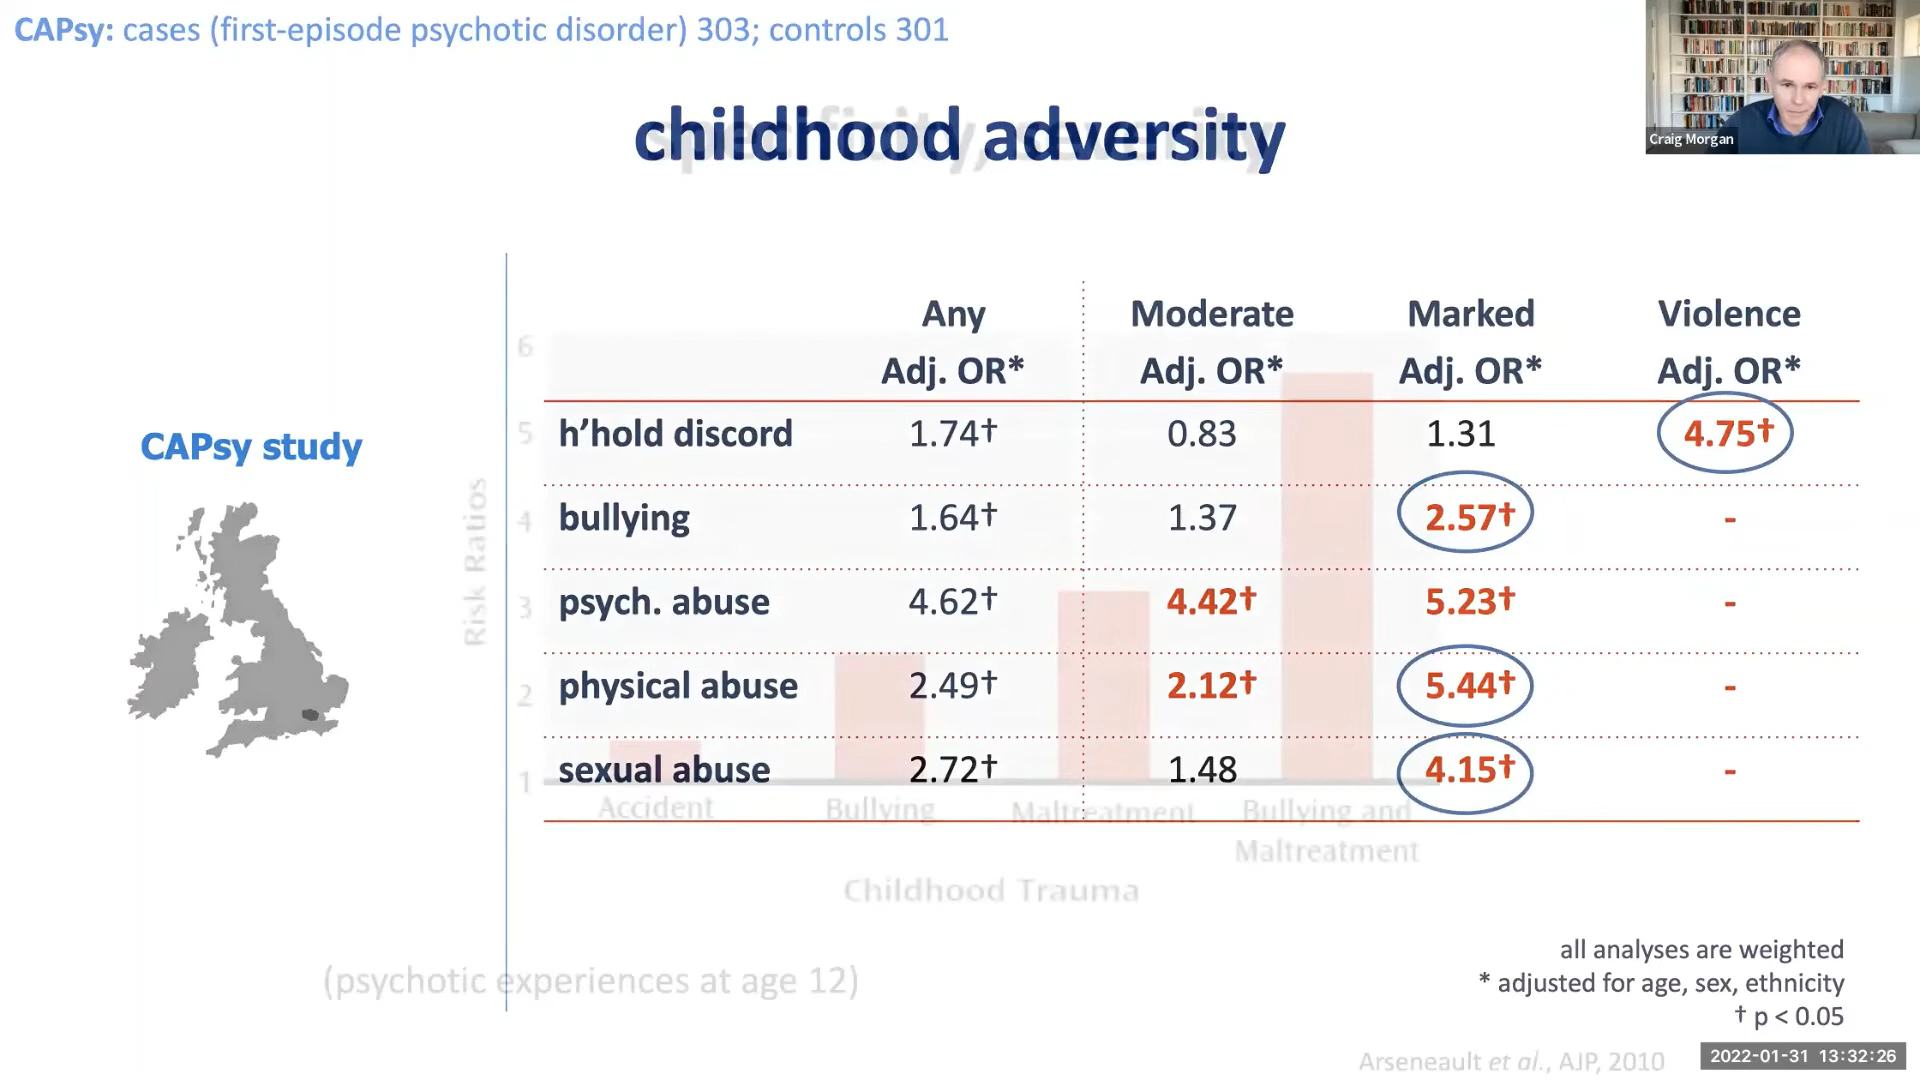 CAPsy: cases (first-episode psychotic disorder) 303; controls 301
Craig Morgan
childhood adversity
Any Moderate Marked Violence
Adj. OR* Adj. OR* Adj. OR* Adj. OR*
h’hold discord 1.74† 0.83 1.31 4.75†
bullying 1.64† 1.37 2.57† -
psych. abuse 4.62† 4.42† 5.23† -
physical abuse 2.49† 2.12† 5.44† -
sexual abuse 2.72† 1.48 4.15† -
CAPsy study
Risk Ratios
6
5
4
3
2
1
Accident Bullying Maltreatment Bullying and
Maltreatment
Childhood Trauma
(psychotic experiences at age 12)
all analyses are weighted
* adjusted for age, sex, ethnicity
† p < 0.05
Arseneault et al., AJP, 2010
2022-01-31 13:32:26